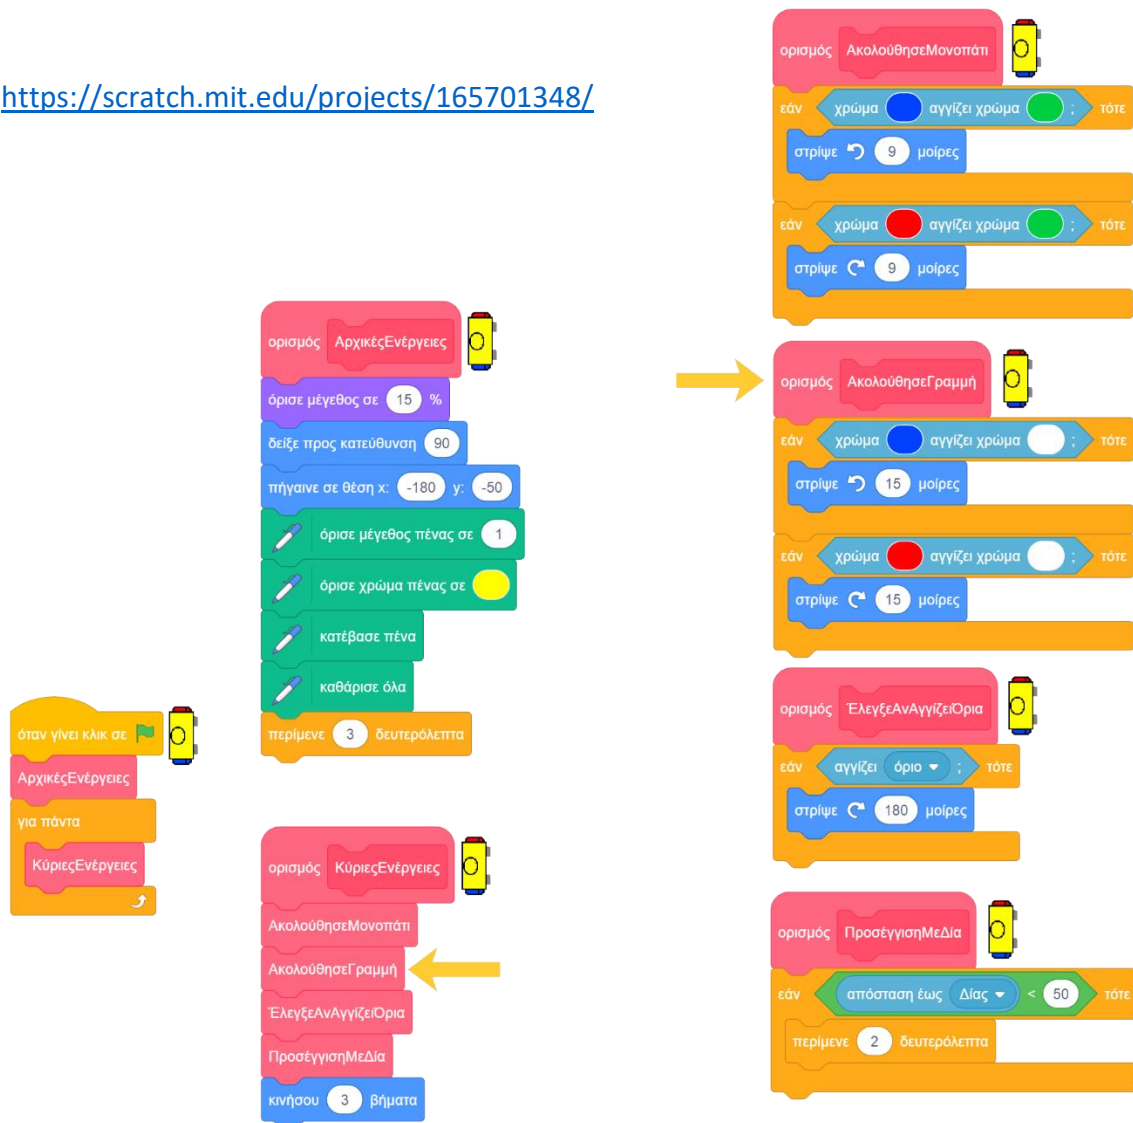 https://scratch.mit.edu/projects/165701348/
όταν γίνει κλικ σε
ΑρχικέςΕνέργειες
για πάντα
ΚύριεςΕνέργειες
ορισμός ΑρχικέςΕνέργειες
όρισε μέγεθος σε 15 %
δείξε προς κατεύθυνση 90
πήγαινε σε θέση x: -180 y: -50
όρισε μέγεθος πένας σε 1
όρισε χρώμα πένας σε
κατέβασε πένα
καθάρισε όλα
περίμενε 3 δευτερόλεπτα
ορισμός ΚύριεςΕνέργειες
ΑκολούθησεΜονοπάτι
ΑκολούθησεΓραμμή
ΈλεγξεΑνΑγγίζειΌρια
ΠροσέγγισηΜεΔία
κινήσου 3 βήματα
ορισμός ΑκολούθησεΜονοπάτι
εάν χρώμα αγγίζει χρώμα ; τότε
στρίψε 9 μοίρες
εάν χρώμα αγγίζει χρώμα ; τότε
στρίψε 9 μοίρες
ορισμός ΑκολούθησεΓραμμή
εάν χρώμα αγγίζει χρώμα ; τότε
στρίψε 15 μοίρες
εάν χρώμα αγγίζει χρώμα ; τότε
στρίψε 15 μοίρες
ορισμός ΈλεγξεΑνΑγγίζειΌρια
εάν αγγίζει όριο ; τότε
στρίψε 180 μοίρες
ορισμός ΠροσέγγισηΜεΔία
εάν απόσταση έως Δίας < 50 τότε
περίμενε 2 δευτερόλεπτα